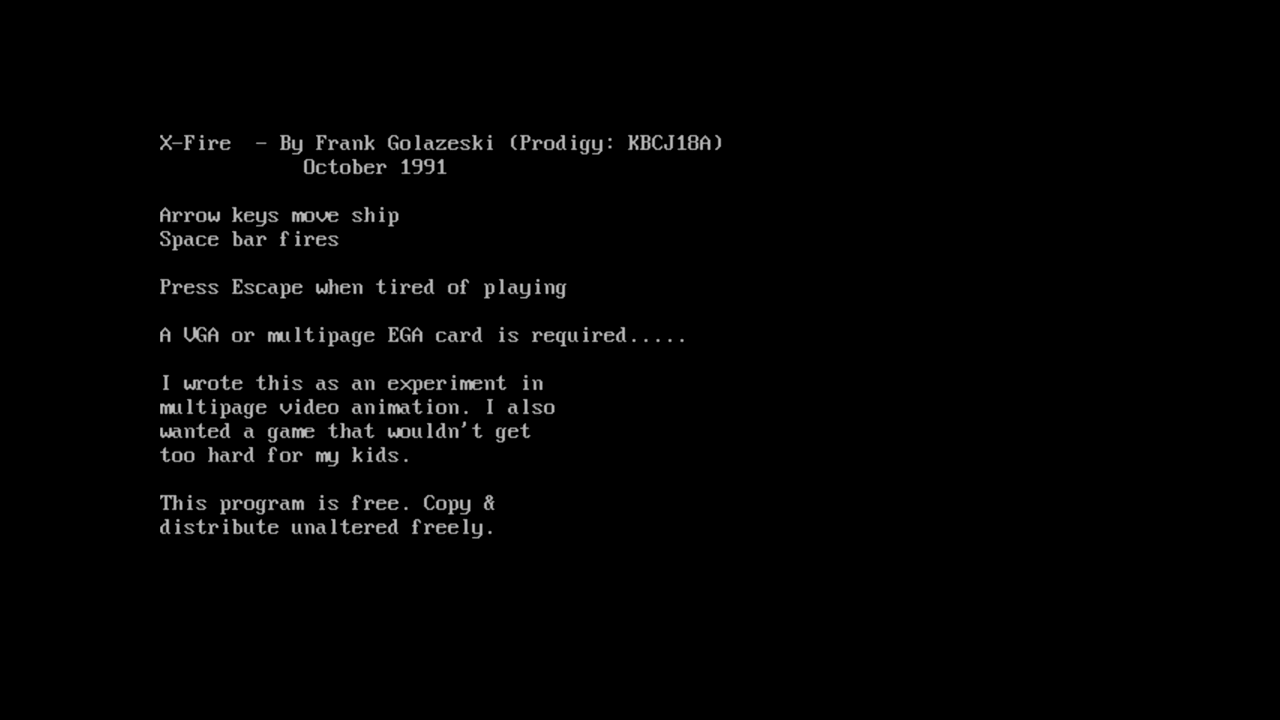 X-Fire  - By Frank Golazeski (Prodigy: KBCJ18A)
October 1991
Arrow keys move ship
Space bar fires
Press Escape when tired of playing
A VGA or multipage EGA card is required.....
I wrote this as an experiment in
multipage video animation. I also
wanted a game that wouldn't get
too hard for my kids.
This program is free. Copy &
distribute unaltered freely.